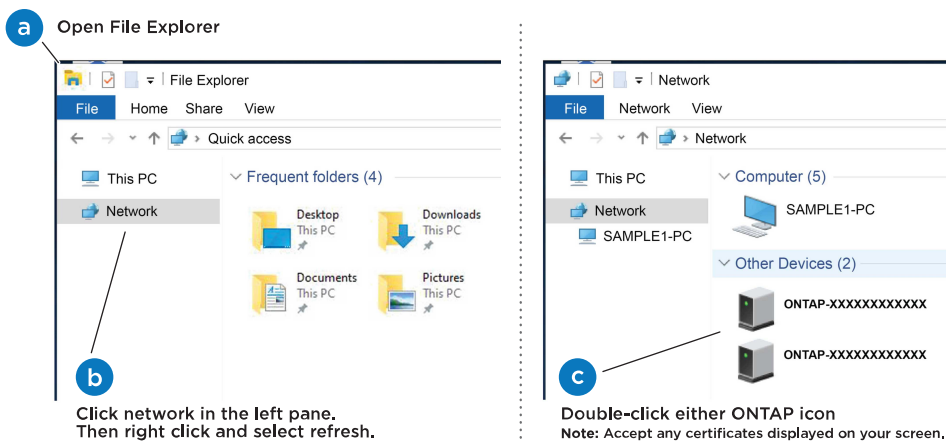 a Open File Explorer
File Explorer
File Home Share View
Quick access
This PC
Network
Frequent folders (4)
Desktop
This PC
Downloads
This PC
Documents
This PC
Pictures
This PC
b
Click network in the left pane.
Then right click and select refresh.
Network
File Network View
Network
This PC
Network
SAMPLE1-PC
Computer (5)
SAMPLE1-PC
Other Devices (2)
ONTAP-XXXXXXXXXXXX
ONTAP-XXXXXXXXXXXX
c
Double-click either ONTAP icon
Note: Accept any certificates displayed on your screen.